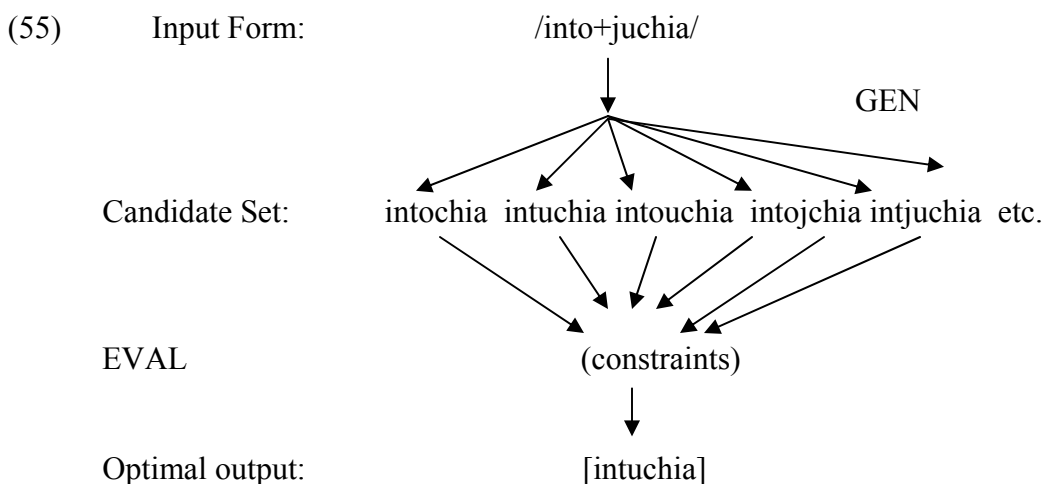 (55) Input Form: /into+juchia/
GEN
Candidate Set: intochia intuchia intouchia intojchia intjuchia etc.
EVAL (constraints)
Optimal output: [intuchia]